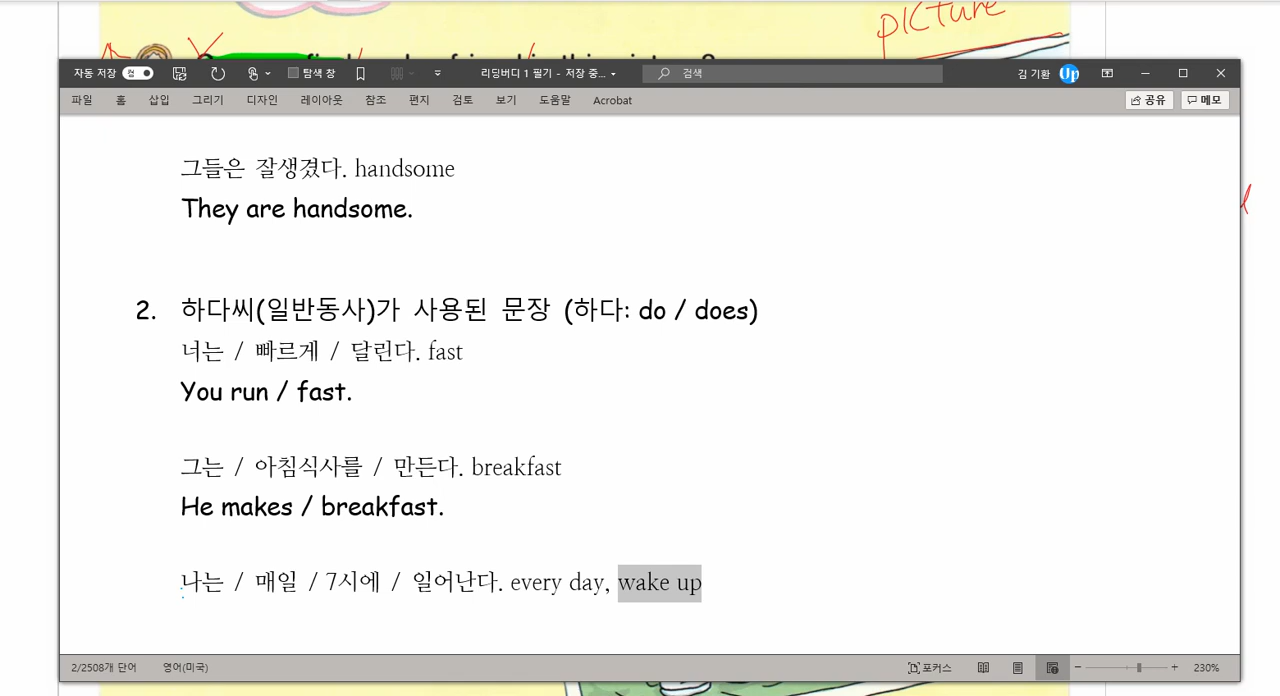 picture
자동 저장 켬 탐색 창 리딩버디 1 필기 - 저장 중... 검색 김 기환 Up
파일 홈 삽입 그리기 디자인 레이아웃 참조 편지 검토 보기 도움말 Acrobat 공유 메모
그들은 잘생겼다. handsome
They are handsome.
2. 하다씨(일반동사)가 사용된 문장 (하다: do / does)
너는 / 빠르게 / 달린다. fast
You run / fast.
그는 / 아침식사를 / 만든다. breakfast
He makes / breakfast.
나는 / 매일 / 7시에 / 일어난다. every day, wake up
2/2508개 단어 영어(미국) 포커스 230%